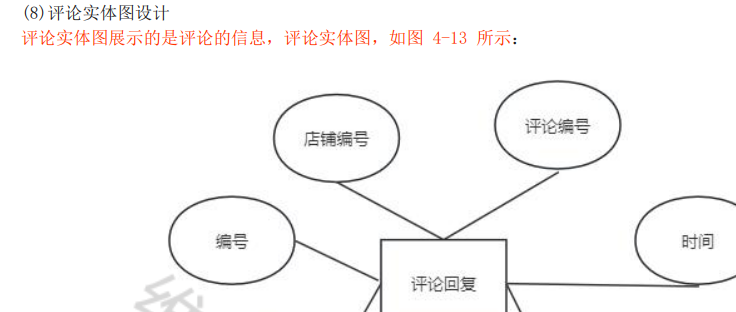 (8)评论实体图设计
评论实体图展示的是评论的信息，评论实体图，如图 4-13 所示：
店铺编号
评论编号
编号
时间
评论回复